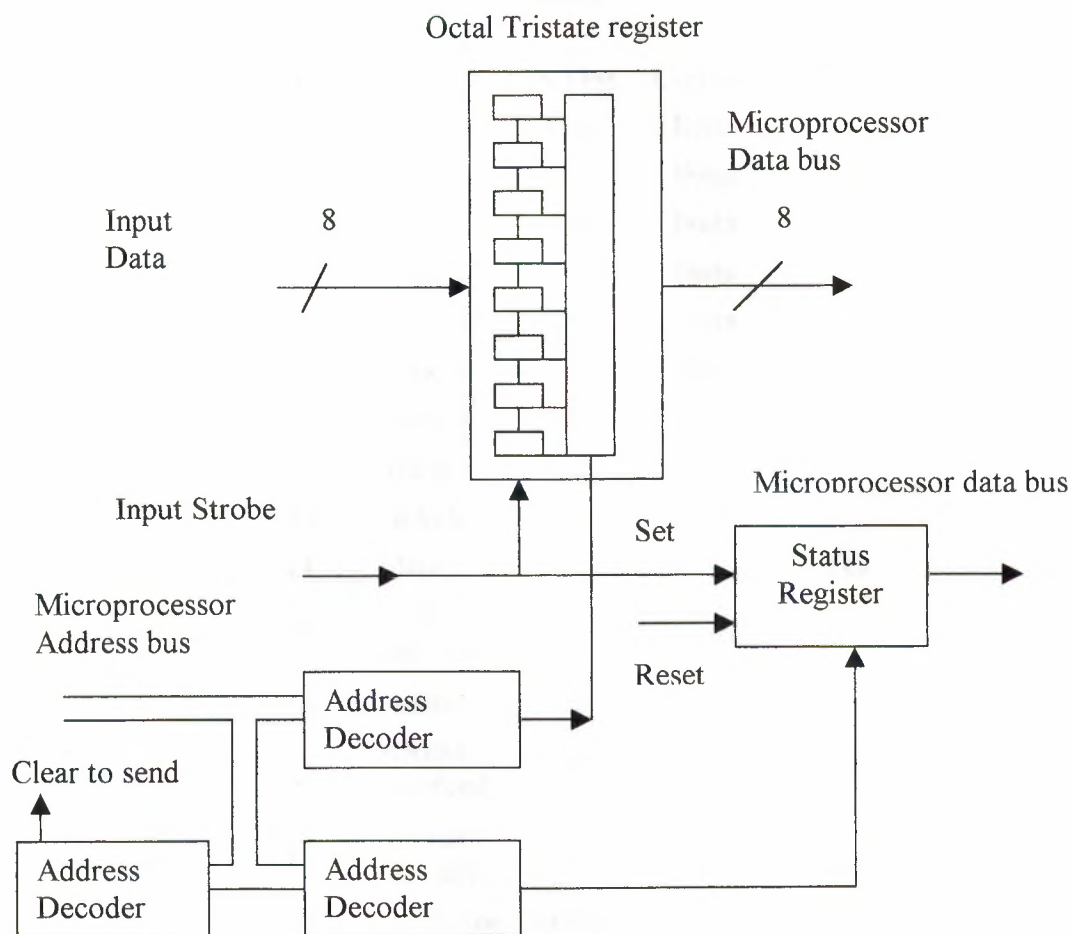 Octal Tristate register
Microprocessor
Data bus
Input
Data
8
8
Microprocessor data bus
Input Strobe
Set
Status
Register
Microprocessor
Address bus
Reset
Address
Decoder
Clear to send
Address
Decoder
Address
Decoder